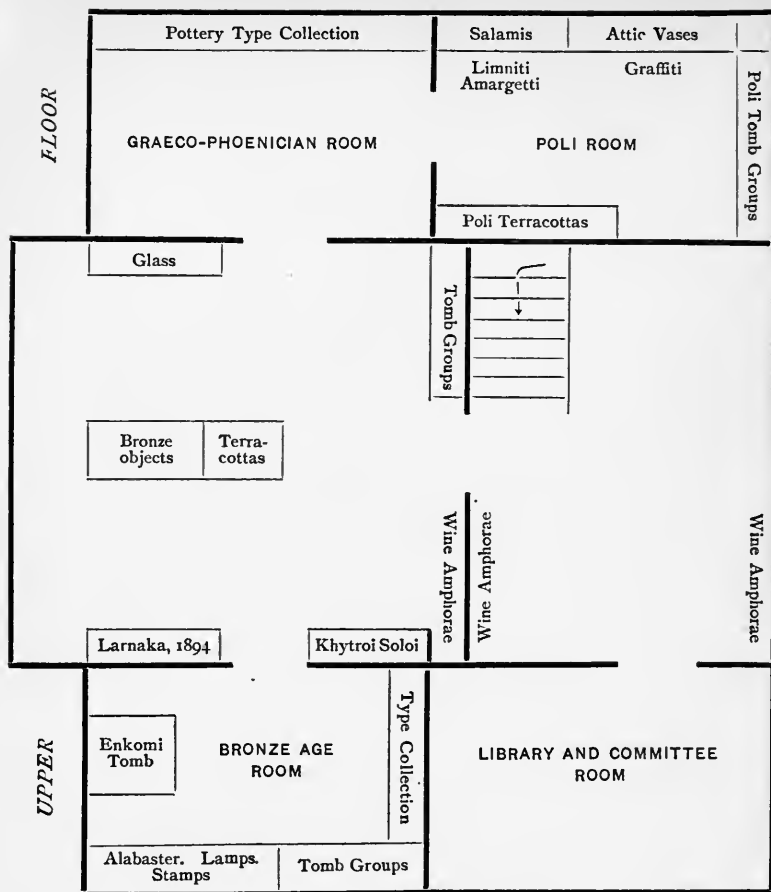 Pottery Type Collection
Salamis
Attic Vases
Limniti
Amargetti
Graffiti
FLOOR
GRAECO-PHOENICIAN ROOM
POLI ROOM
Poli Tomb Groups
Poli Terracottas
Glass
Tomb Groups
Bronze
objects
Terra-
cottas
Wine Amphorae
Wine Amphorae
Wine Amphorae
Larnaka, 1894
Khytroi Soloi
UPPER
Enkomi
Tomb
BRONZE AGE
ROOM
Type Collection
LIBRARY AND COMMITTEE
ROOM
Alabaster. Lamps.
Stamps
Tomb Groups